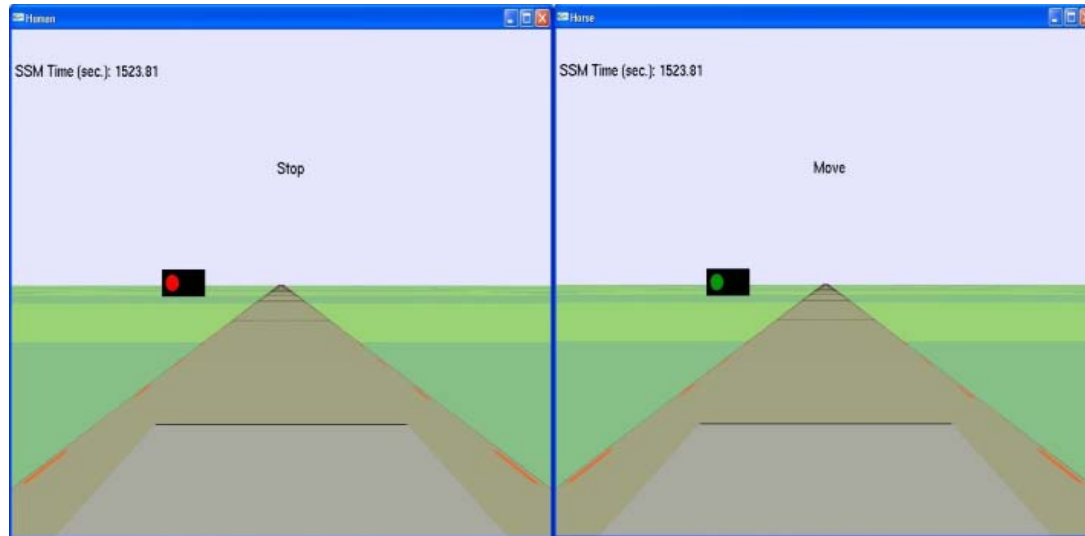 Human
SSM Time (sec.): 1523.81
Stop
Horse
SSM Time (sec.): 1523.81
Move